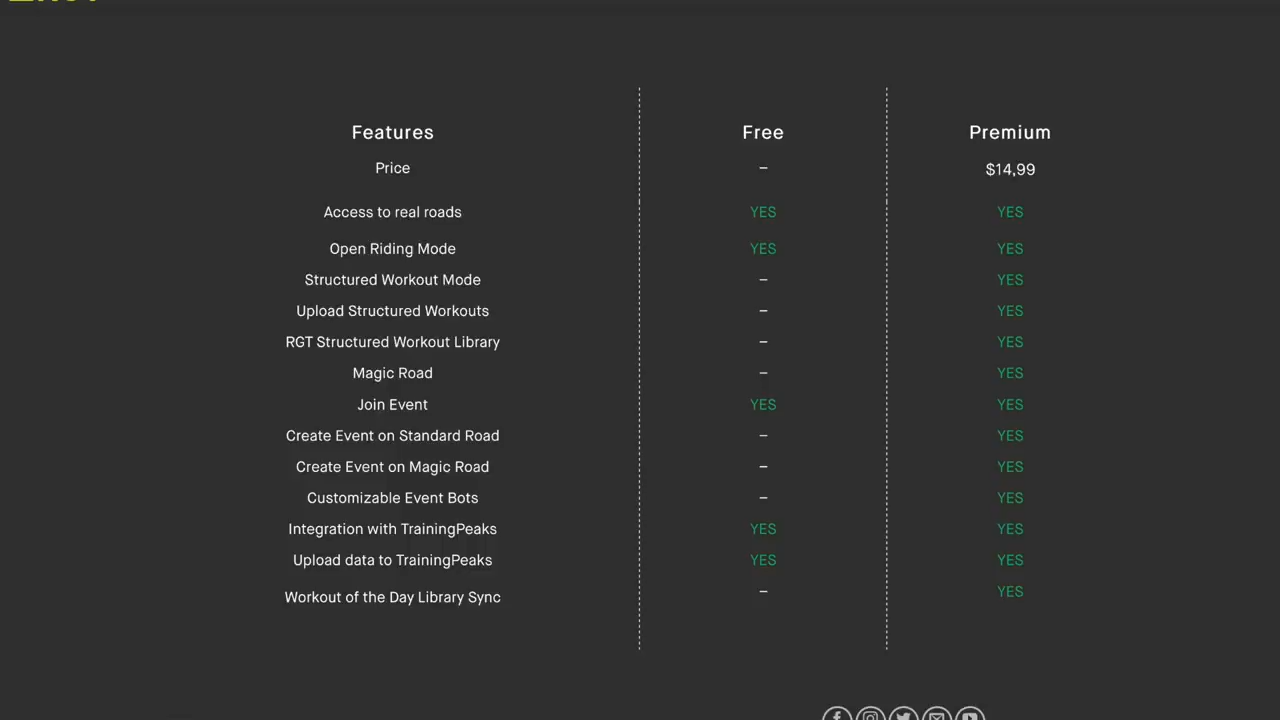 Features Free Premium
Price – $14,99
Access to real roads YES YES
Open Riding Mode YES YES
Structured Workout Mode – YES
Upload Structured Workouts – YES
RGT Structured Workout Library – YES
Magic Road – YES
Join Event YES YES
Create Event on Standard Road – YES
Create Event on Magic Road – YES
Customizable Event Bots – YES
Integration with TrainingPeaks YES YES
Upload data to TrainingPeaks YES YES
Workout of the Day Library Sync – YES